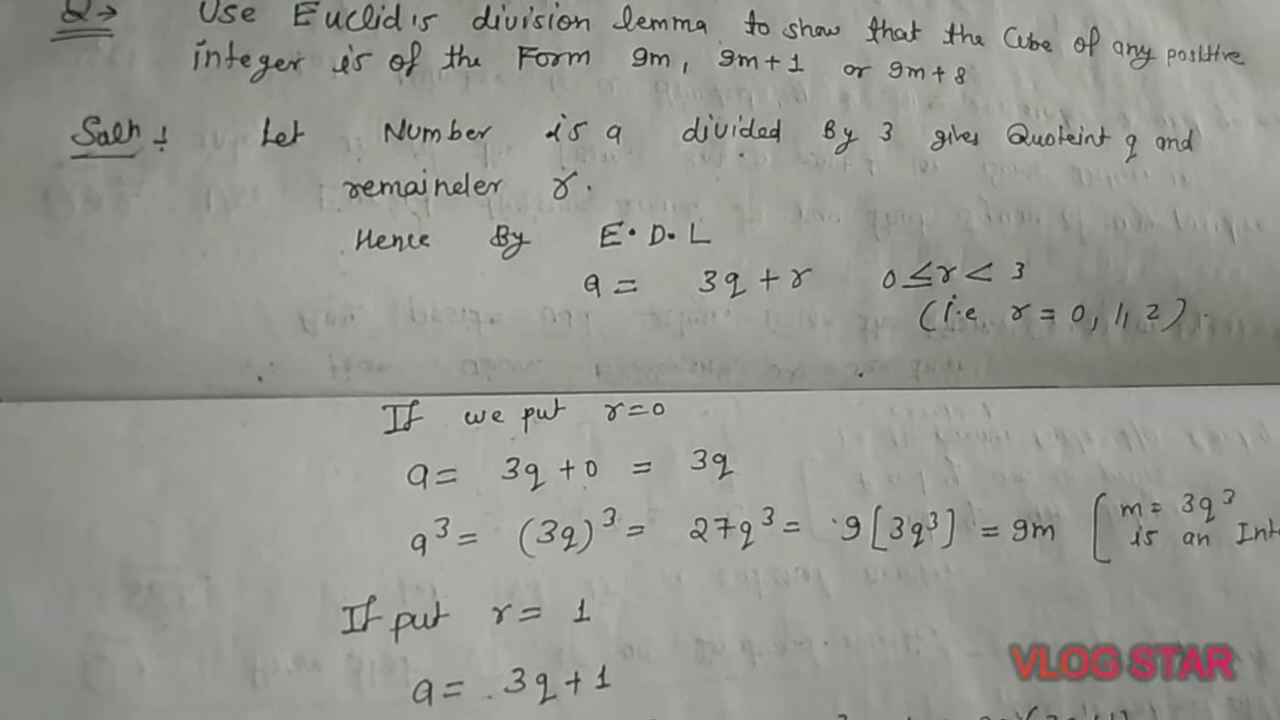 Q→ Use Euclid's division lemma to show that the Cube of any positive
integer is of the Form 9m, 9m+1 or 9m+8
Soln : Let Number is a divided By 3 gives Quoteint q and
remainder r.
Hence By E.D.L
a = 3q + r 0 ≤ r < 3
(i.e r = 0, 1, 2).
If we put r=0
a = 3q + 0 = 3q
a³ = (3q)³ = 27q³ = 9[3q³] = 9m [ m = 3q³
is an Int
If put r = 1
a = 3q + 1
VLOG STAR